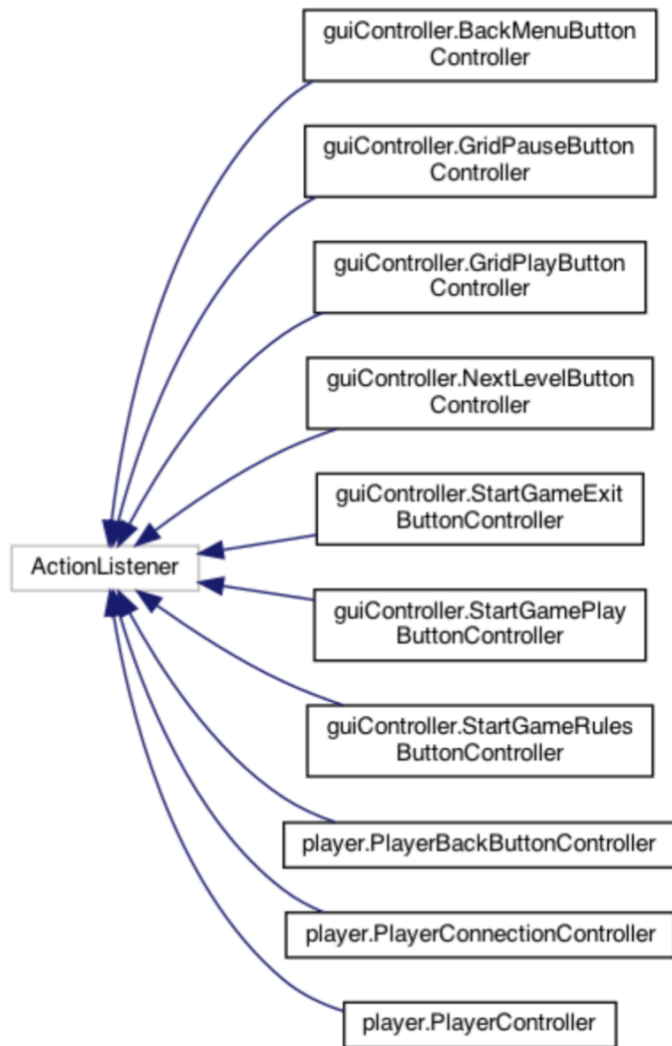 guiController.BackMenuButton
Controller
guiController.GridPauseButton
Controller
guiController.GridPlayButton
Controller
guiController.NextLevelButton
Controller
guiController.StartGameExit
ButtonController
ActionListener
guiController.StartGamePlay
ButtonController
guiController.StartGameRules
ButtonController
player.PlayerBackButtonController
player.PlayerConnectionController
player.PlayerController